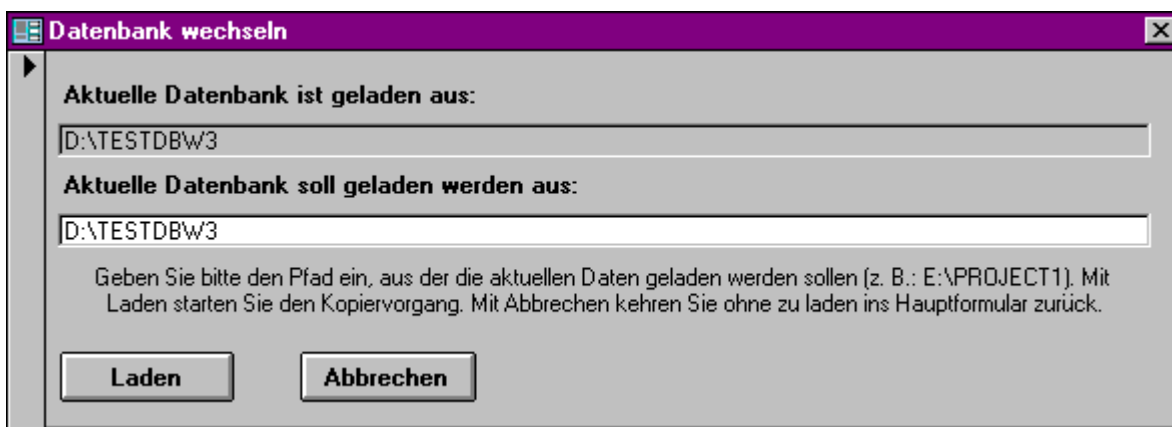 Datenbank wechseln
Aktuelle Datenbank ist geladen aus:
D:\TESTDBW3
Aktuelle Datenbank soll geladen werden aus:
D:\TESTDBW3
Geben Sie bitte den Pfad ein, aus der die aktuellen Daten geladen werden sollen (z. B.: E:\PROJECT1). Mit
Laden starten Sie den Kopiervorgang. Mit Abbrechen kehren Sie ohne zu laden ins Hauptformular zurück.
Laden
Abbrechen